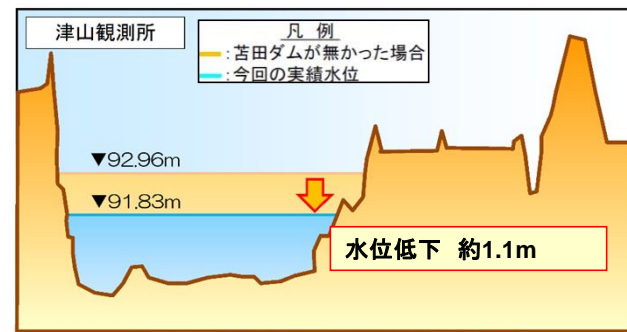 津山観測所
凡 例
:苫田ダムが無かった場合
:今回の実績水位
▼92.96m
▼91.83m
水位低下 約1.1m